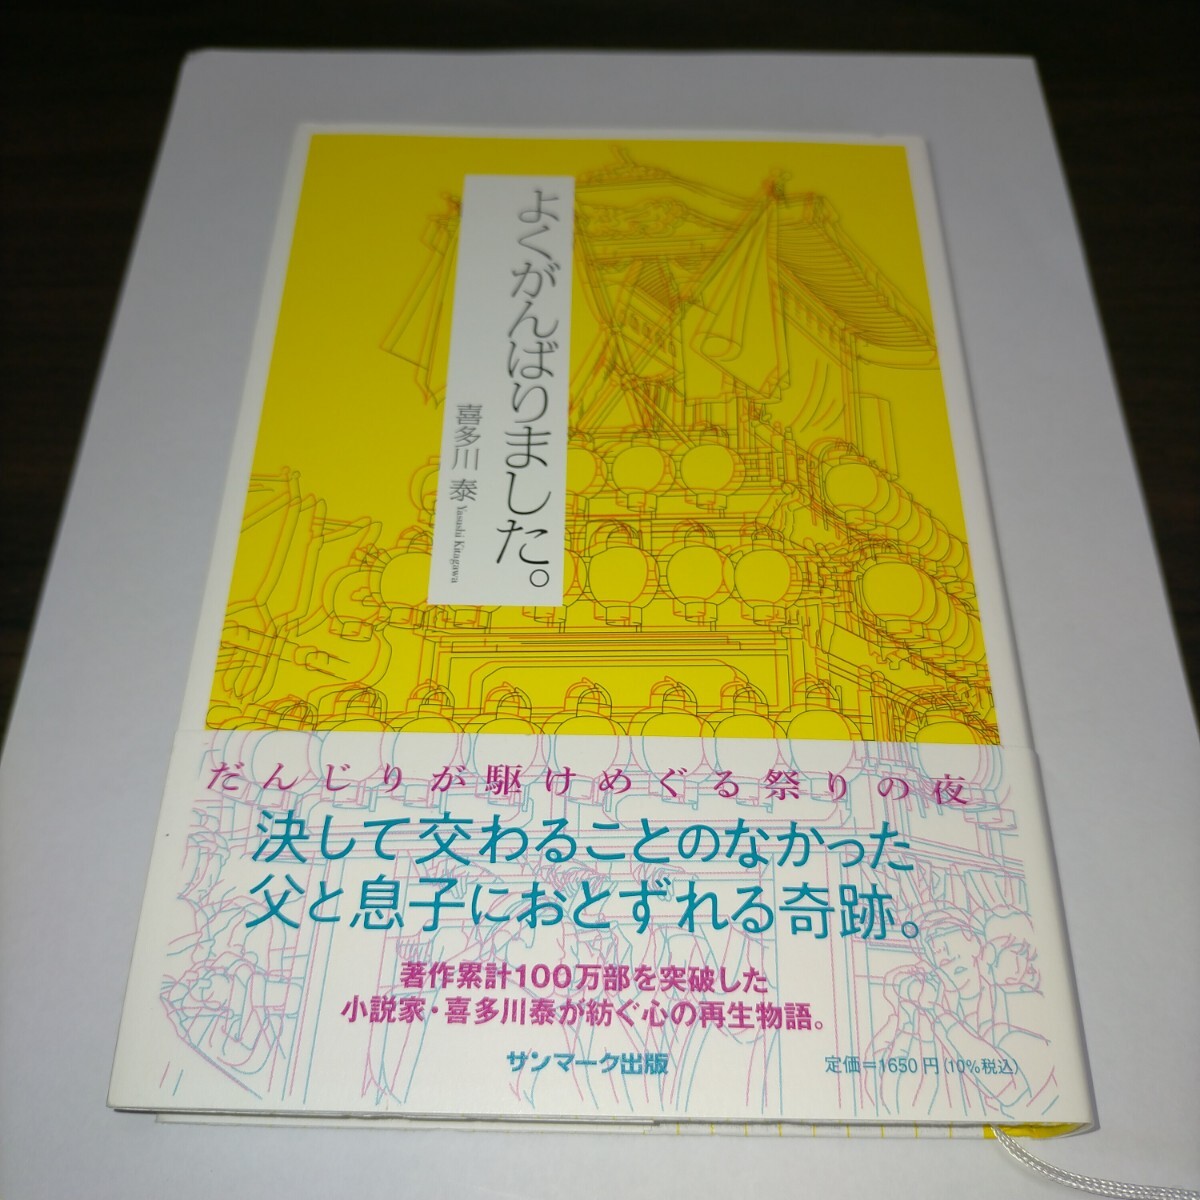 よくがんばりました。
喜多川 泰
Yasushi Kitagawa
だんじりが駆けめぐる祭りの夜
決して交わることのなかった
父と息子におとずれる奇跡。
著作累計100万部を突破した
小説家・喜多川泰が紡ぐ心の再生物語。
サンマーク出版
定価=1650円(10%税込)